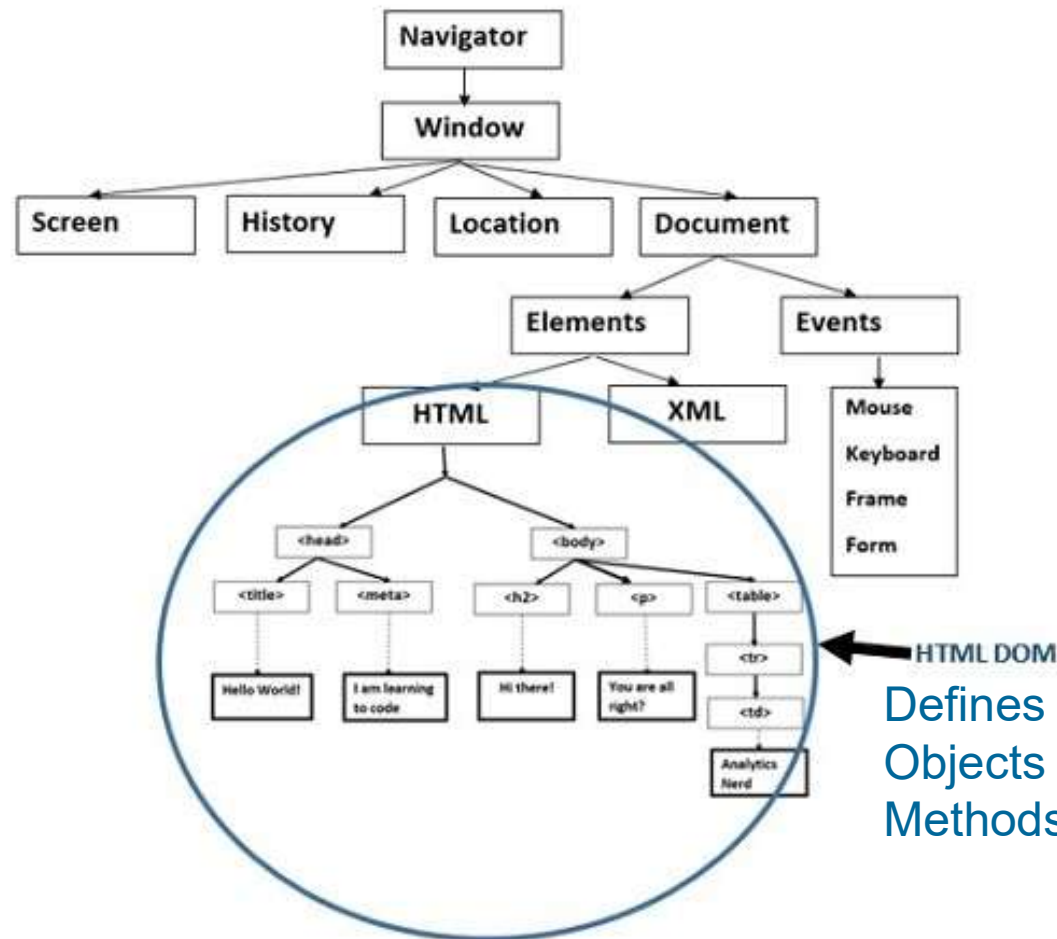 Navigator
Window
Screen
History
Location
Document
Elements
Events
HTML
XML
Mouse
Keyboard
Frame
Form
<head>
<body>
<title>
<meta>
<h2>
<p>
<table>
Hello World!
I am learning
to code
Hi there!
You are all
right?
<tr>
<td>
Analytics
Nerd
HTML DOM
Defines
Objects
Methods